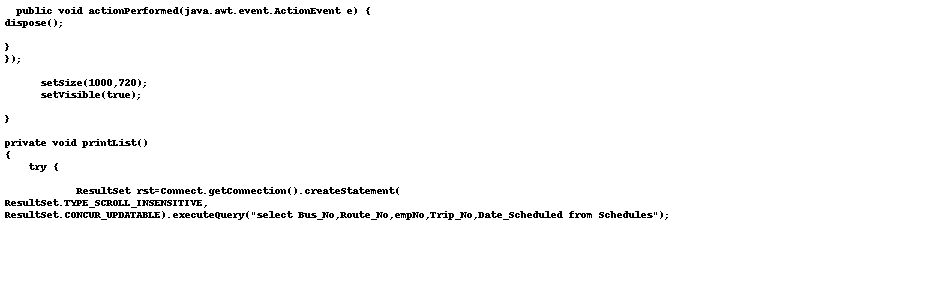 public void actionPerformed(java.awt.event.ActionEvent e) {
dispose();
}
});
setSize(1000,720);
setVisible(true);
}
private void printList()
{
try {
ResultSet rst=Connect.getConnection().createStatement(
ResultSet.TYPE_SCROLL_INSENSITIVE,
ResultSet.CONCUR_UPDATABLE).executeQuery("select Bus_No,Route_No,empNo,Trip_No,Date_Scheduled from Schedules");